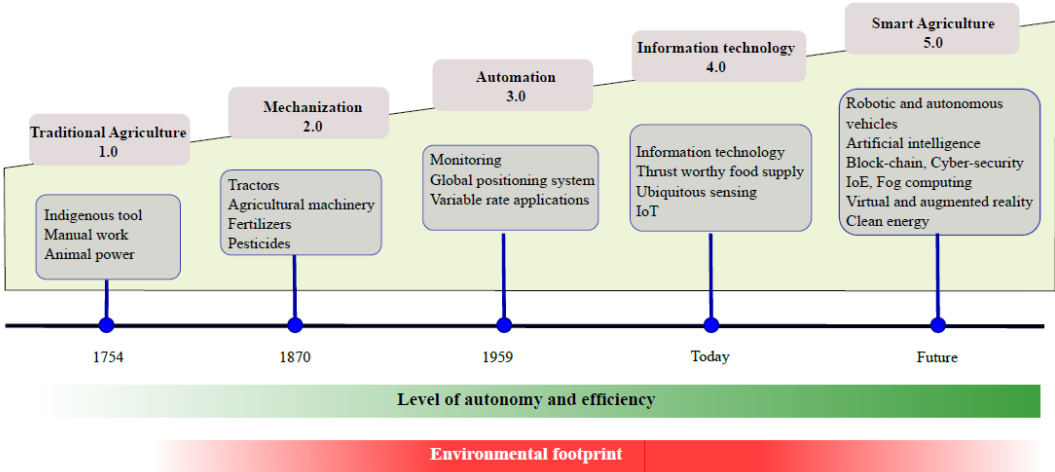 Traditional Agriculture
1.0
Indigenous tool
Manual work
Animal power
1754
Mechanization
2.0
Tractors
Agricultural machinery
Fertilizers
Pesticides
1870
Automation
3.0
Monitoring
Global positioning system
Variable rate applications
1959
Information technology
4.0
Information technology
Thrust worthy food supply
Ubiquitous sensing
IoT
Today
Smart Agriculture
5.0
Robotic and autonomous
vehicles
Artificial intelligence
Block-chain, Cyber-security
IoE, Fog computing
Virtual and augmented reality
Clean energy
Future
Level of autonomy and efficiency
Environmental footprint